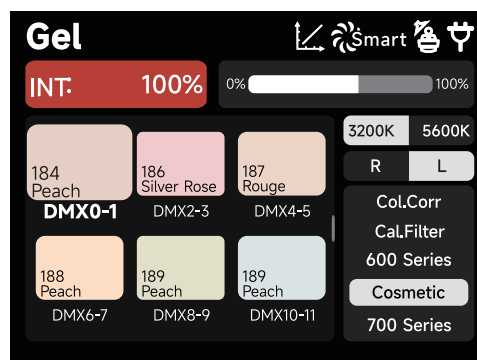 Gel
Smart
INT: 100%
0% 100%
3200K 5600K
R L
184
Peach
DMX0-1
186
Silver Rose
DMX2-3
187
Rouge
DMX4-5
188
Peach
DMX6-7
189
Peach
DMX8-9
189
Peach
DMX10-11
Col.Corr
Cal.Filter
600 Series
Cosmetic
700 Series